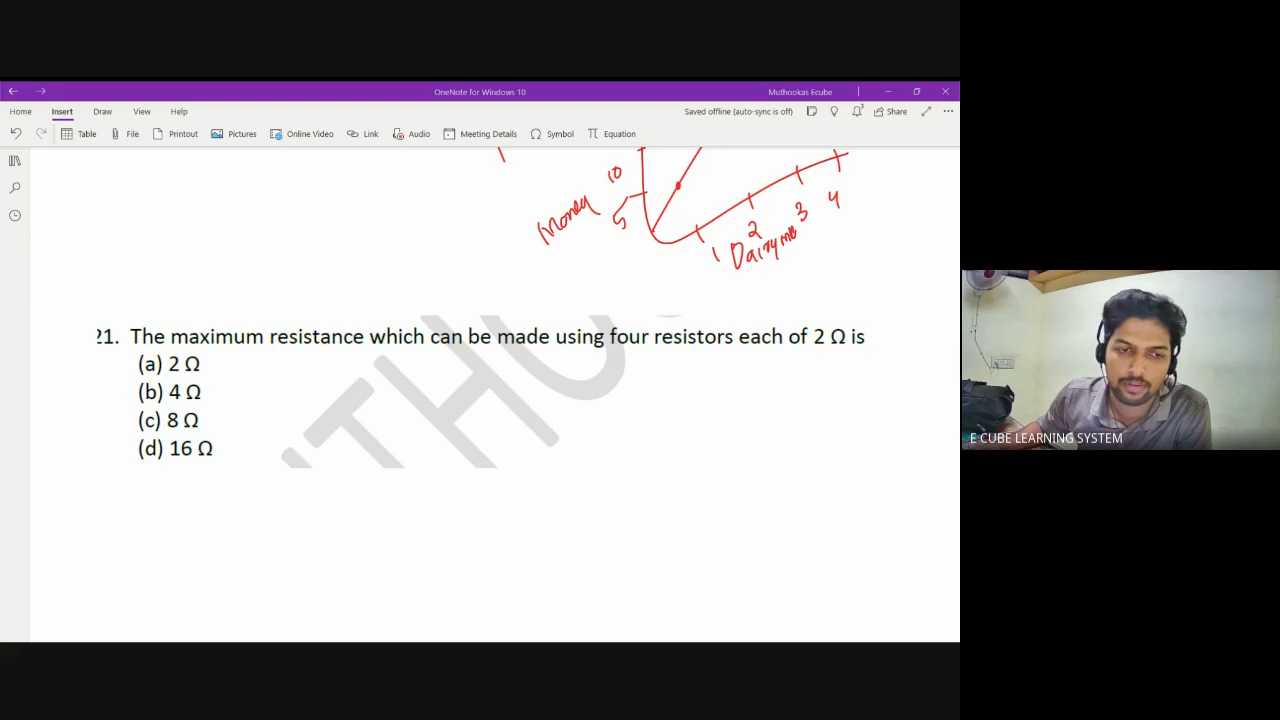 OneNote for Windows 10
Muthookas Ecube
Home Insert Draw View Help
Saved offline (auto-sync is off)
Share
Table File Printout Pictures Online Video Link Audio Meeting Details Symbol Equation
10
Money
5
1 2 3 4
21. The maximum resistance which can be made using four resistors each of 2 Ω is
(a) 2 Ω
(b) 4 Ω
(c) 8 Ω
(d) 16 Ω
E CUBE LEARNING SYSTEM